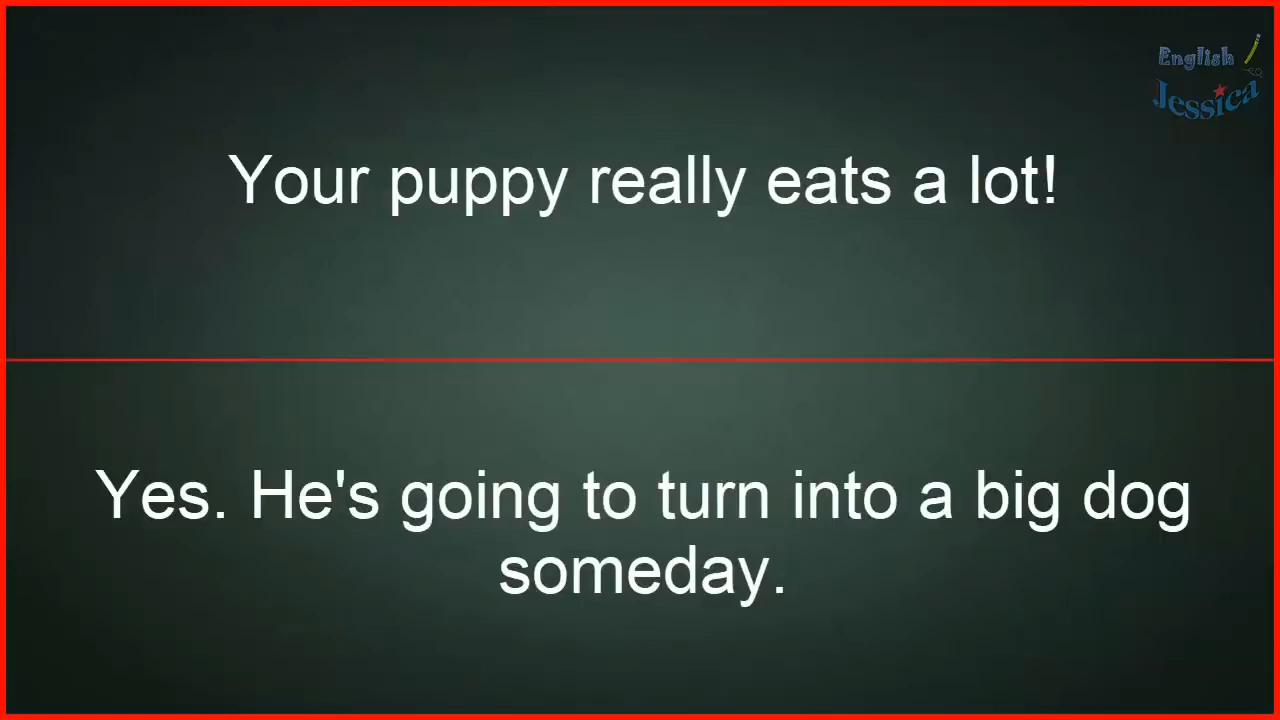 English
Jessica
Your puppy really eats a lot!
Yes. He's going to turn into a big dog
someday.